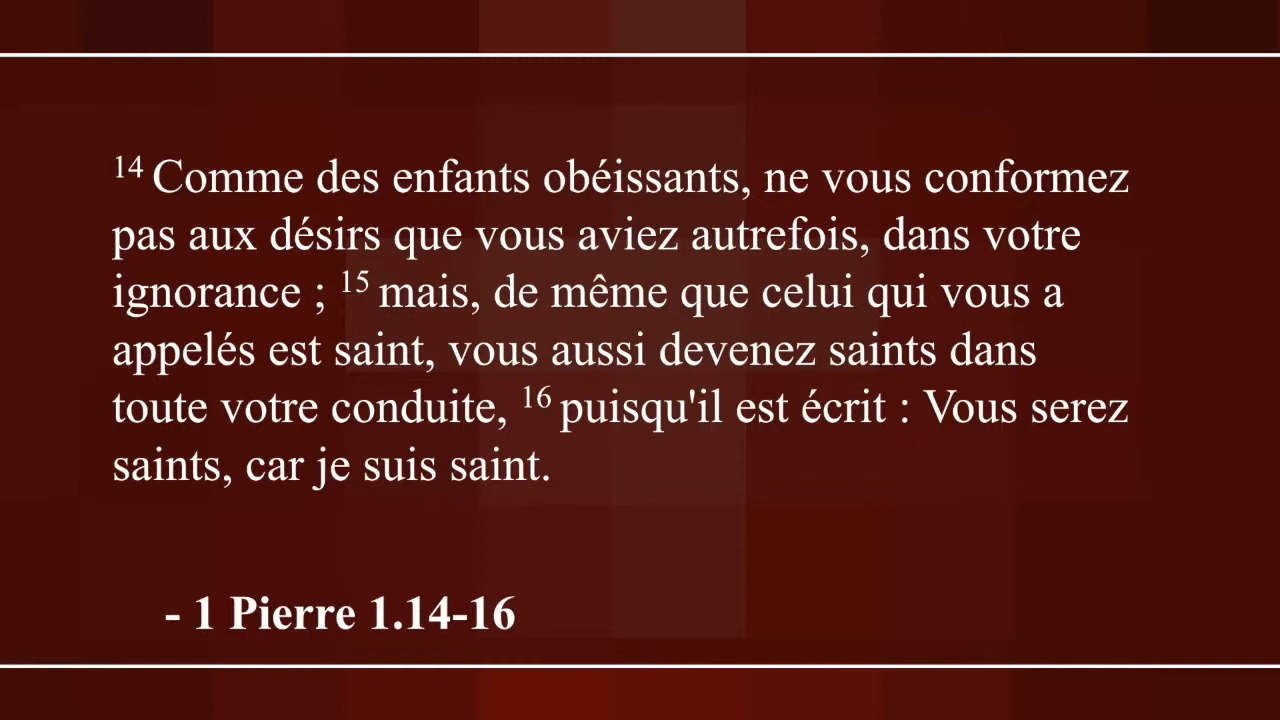 14 Comme des enfants obéissants, ne vous conformez
pas aux désirs que vous aviez autrefois, dans votre
ignorance ; 15 mais, de même que celui qui vous a
appelés est saint, vous aussi devenez saints dans
toute votre conduite, 16 puisqu'il est écrit : Vous serez
saints, car je suis saint.
- 1 Pierre 1.14-16